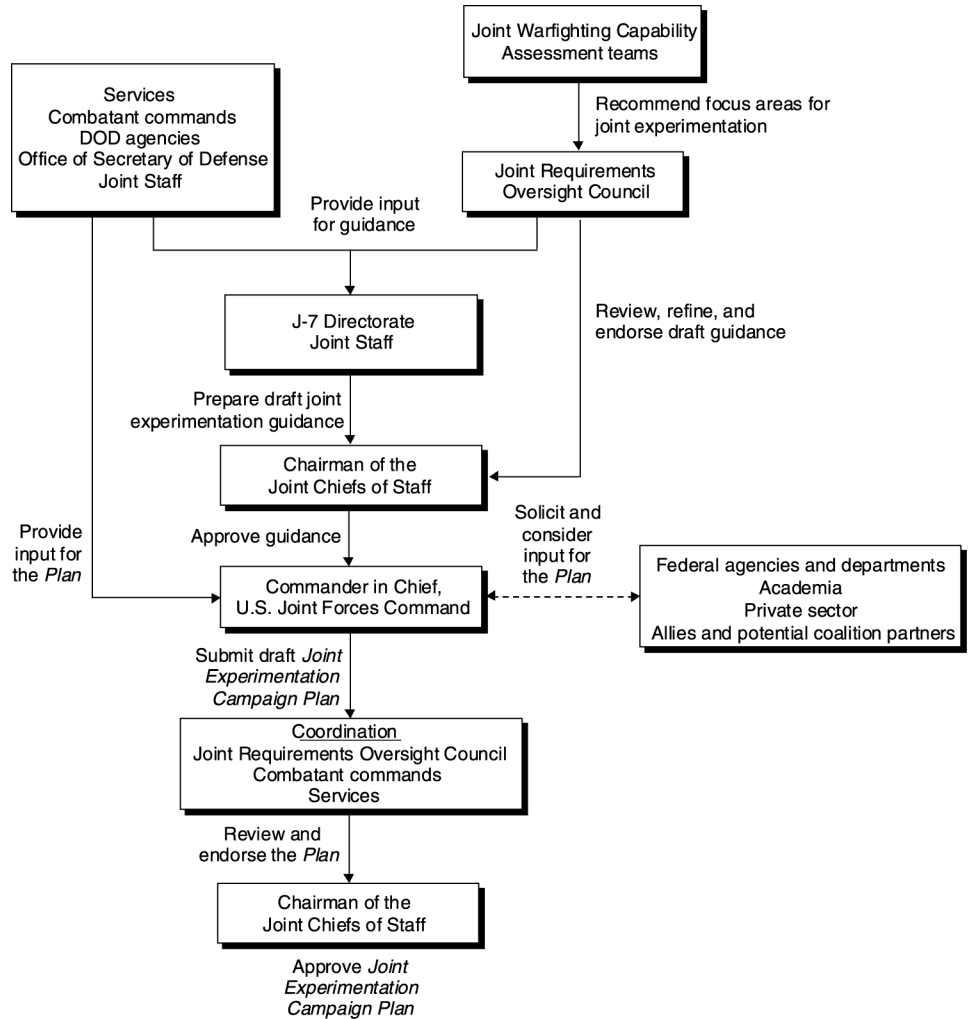 Joint Warfighting Capability
Assessment teams
Services
Combatant commands
DOD agencies
Office of Secretary of Defense
Joint Staff
Recommend focus areas for
joint experimentation
Joint Requirements
Oversight Council
Provide input
for guidance
J-7 Directorate
Joint Staff
Review, refine, and
endorse draft guidance
Prepare draft joint
experimentation guidance
Chairman of the
Joint Chiefs of Staff
Approve guidance
Provide
input for
the Plan
Solicit and
consider
input for
the Plan
Commander in Chief,
U.S. Joint Forces Command
Federal agencies and departments
Academia
Private sector
Allies and potential coalition partners
Submit draft Joint
Experimentation
Campaign Plan
Coordination
Joint Requirements Oversight Council
Combatant commands
Services
Review and
endorse the Plan
Chairman of the
Joint Chiefs of Staff
Approve Joint
Experimentation
Campaign Plan